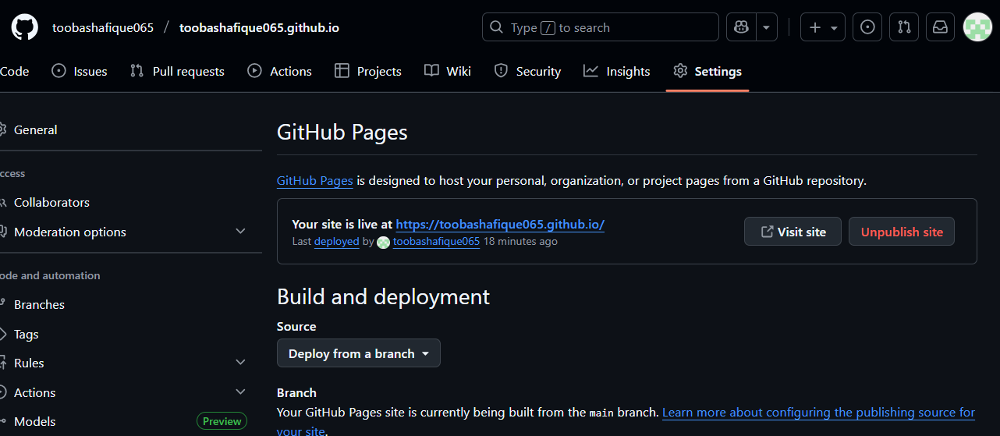 toobashafique065 / toobashafique065.github.io
Type / to search
Code Issues Pull requests Actions Projects Wiki Security Insights Settings
General
ccess
Collaborators
Moderation options
ode and automation
Branches
Tags
Rules
Actions
Models Preview
GitHub Pages
GitHub Pages is designed to host your personal, organization, or project pages from a GitHub repository.
Your site is live at https://toobashafique065.github.io/
Last deployed by toobashafique065 18 minutes ago
Visit site
Unpublish site
Build and deployment
Source
Deploy from a branch
Branch
Your GitHub Pages site is currently being built from the main branch. Learn more about configuring the publishing source for
your site.